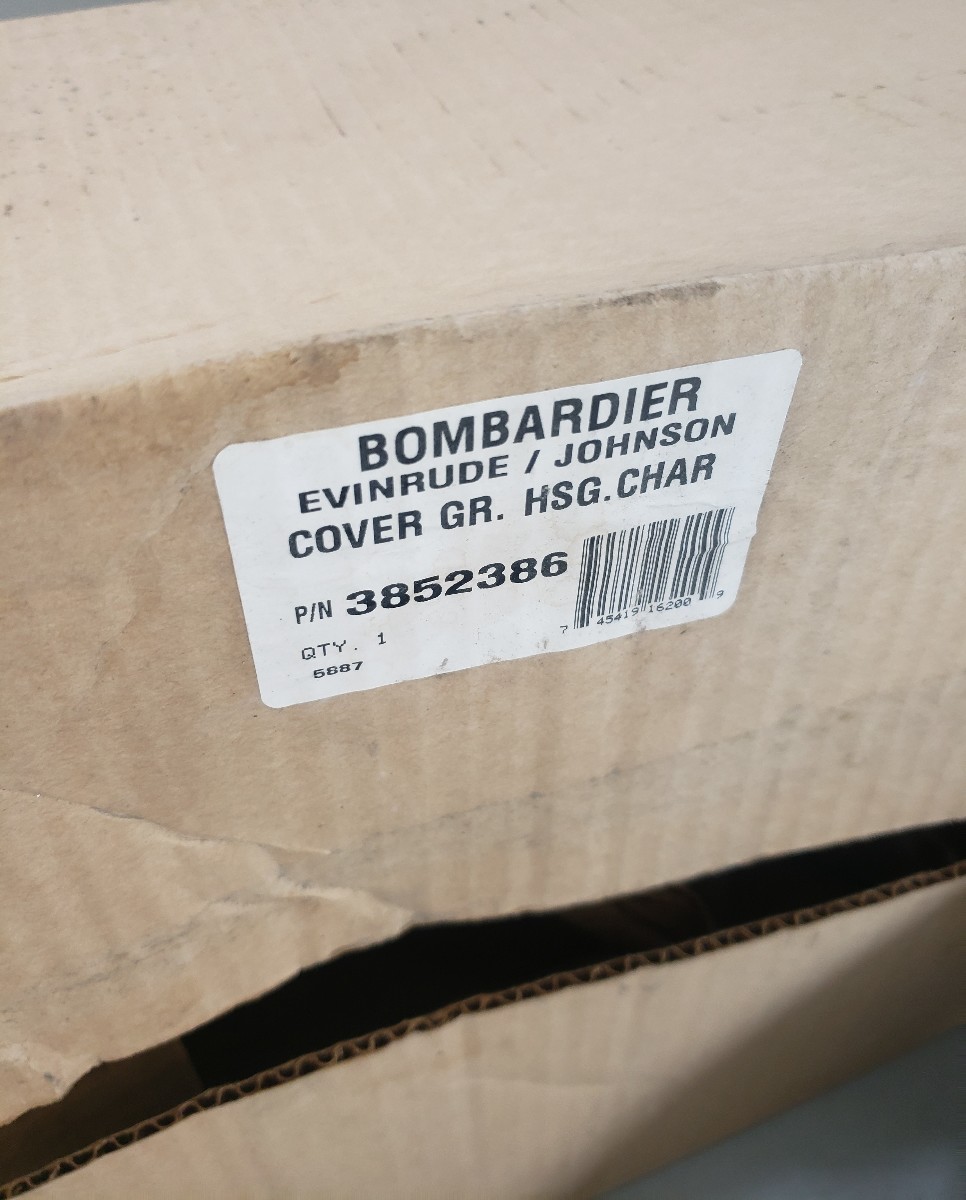 BOMBARDIER
EVINRUDE / JOHNSON
COVER GR. HSG.CHAR
P/N 3852386
7 45419 16200 9
QTY. 1
5887